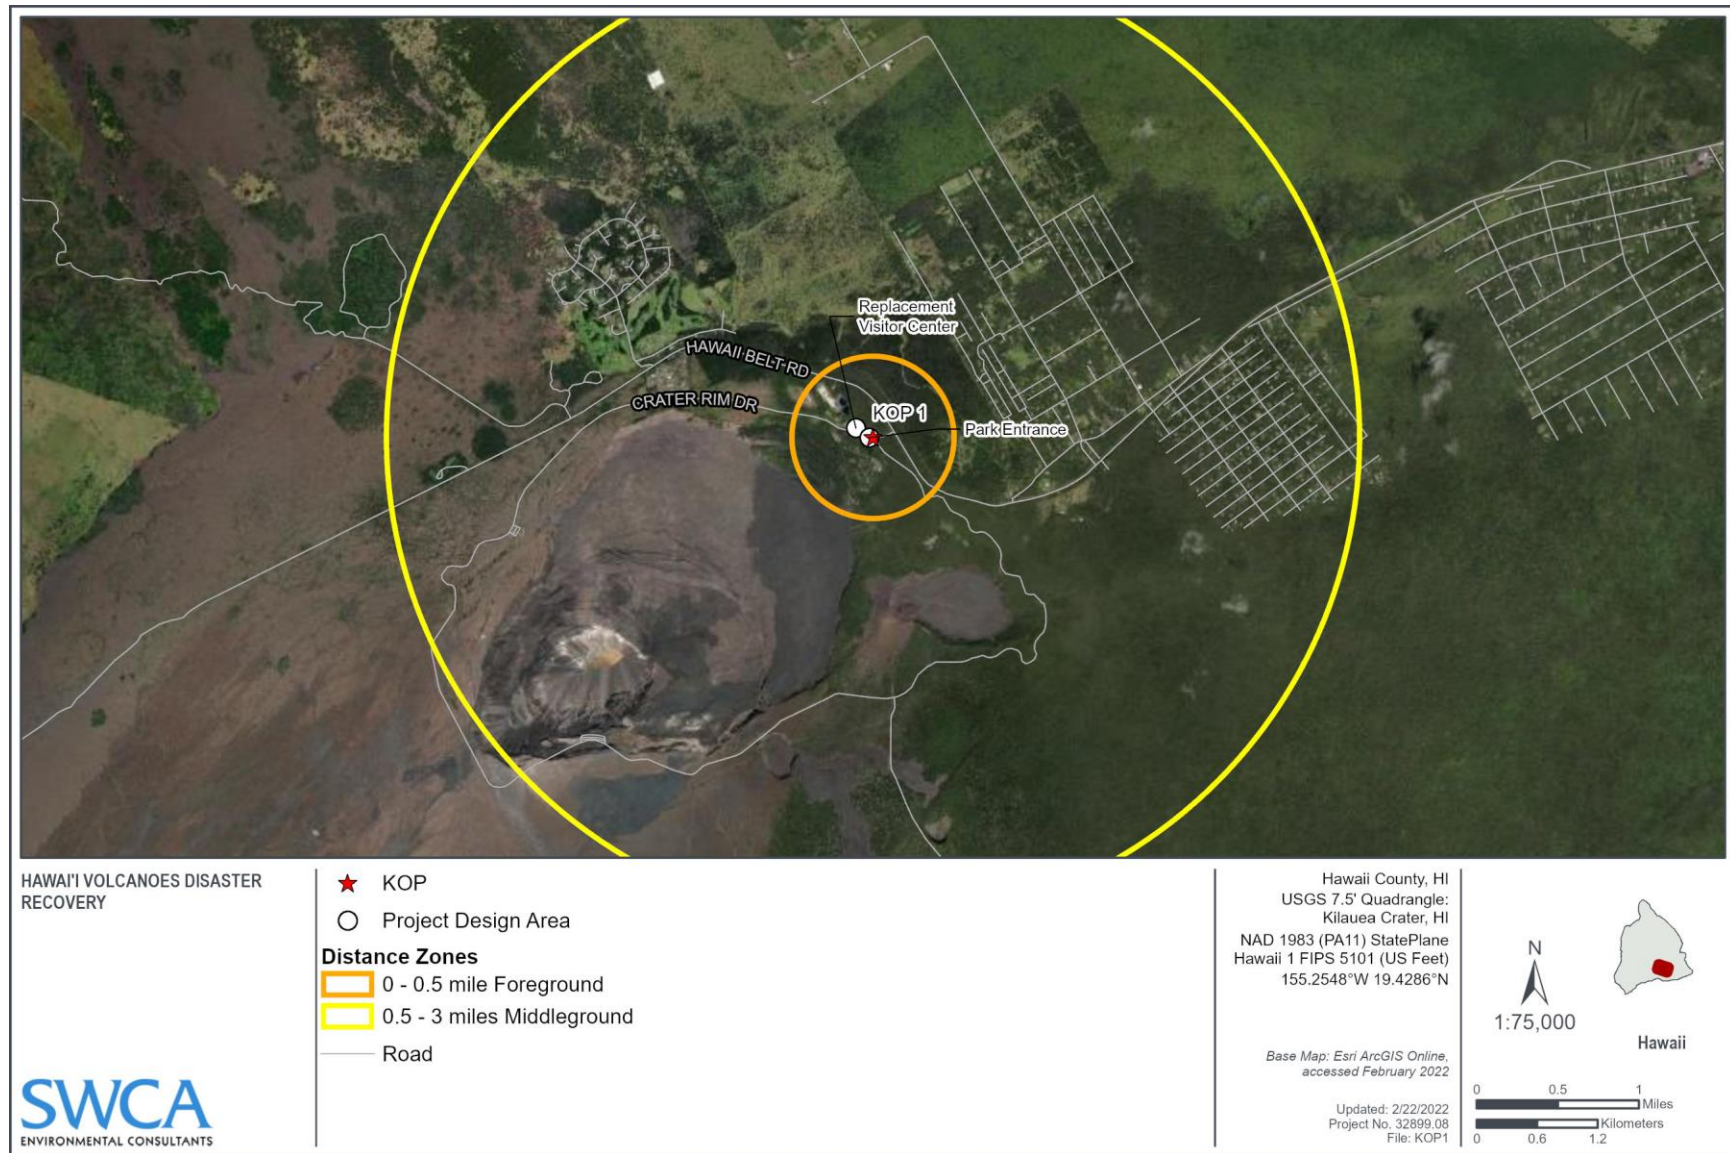 Replacement
Visitor Center
HAWAII BELT RD
CRATER RIM DR
KOP 1
Park Entrance
HAWAI'I VOLCANOES DISASTER
RECOVERY
KOP
Project Design Area
Distance Zones
0 - 0.5 mile Foreground
0.5 - 3 miles Middleground
Road
SWCA
ENVIRONMENTAL CONSULTANTS
Hawaii County, HI
USGS 7.5' Quadrangle:
Kilauea Crater, HI
NAD 1983 (PA11) StatePlane
Hawaii 1 FIPS 5101 (US Feet)
155.2548°W 19.4286°N
Base Map: Esri ArcGIS Online,
accessed February 2022
Updated: 2/22/2022
Project No. 32899.08
File: KOP1
N
1:75,000
Hawaii
0 0.5 1
Miles
Kilometers
0 0.6 1.2